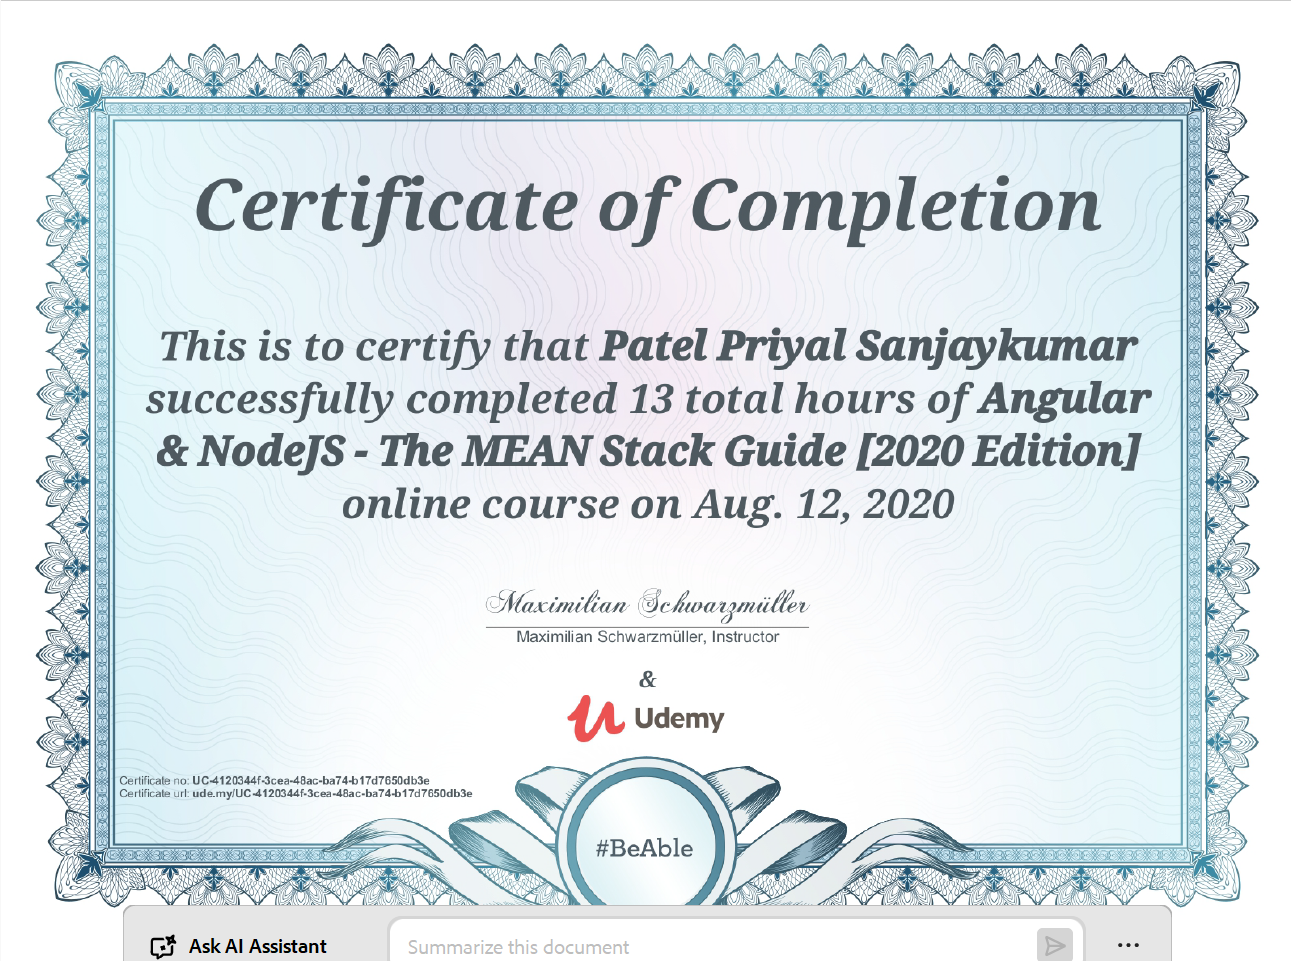 Certificate of Completion
This is to certify that Patel Priyal Sanjaykumar
successfully completed 13 total hours of Angular
& NodeJS - The MEAN Stack Guide [2020 Edition]
online course on Aug. 12, 2020
Maximilian Schwarzmüller
Maximilian Schwarzmüller, Instructor
&
Udemy
Certificate no: UC-4120344f-3cea-48ac-ba74-b17d7650db3e
Certificate url: ude.my/UC-4120344f-3cea-48ac-ba74-b17d7650db3e
#BeAble
Ask AI Assistant
Summarize this document